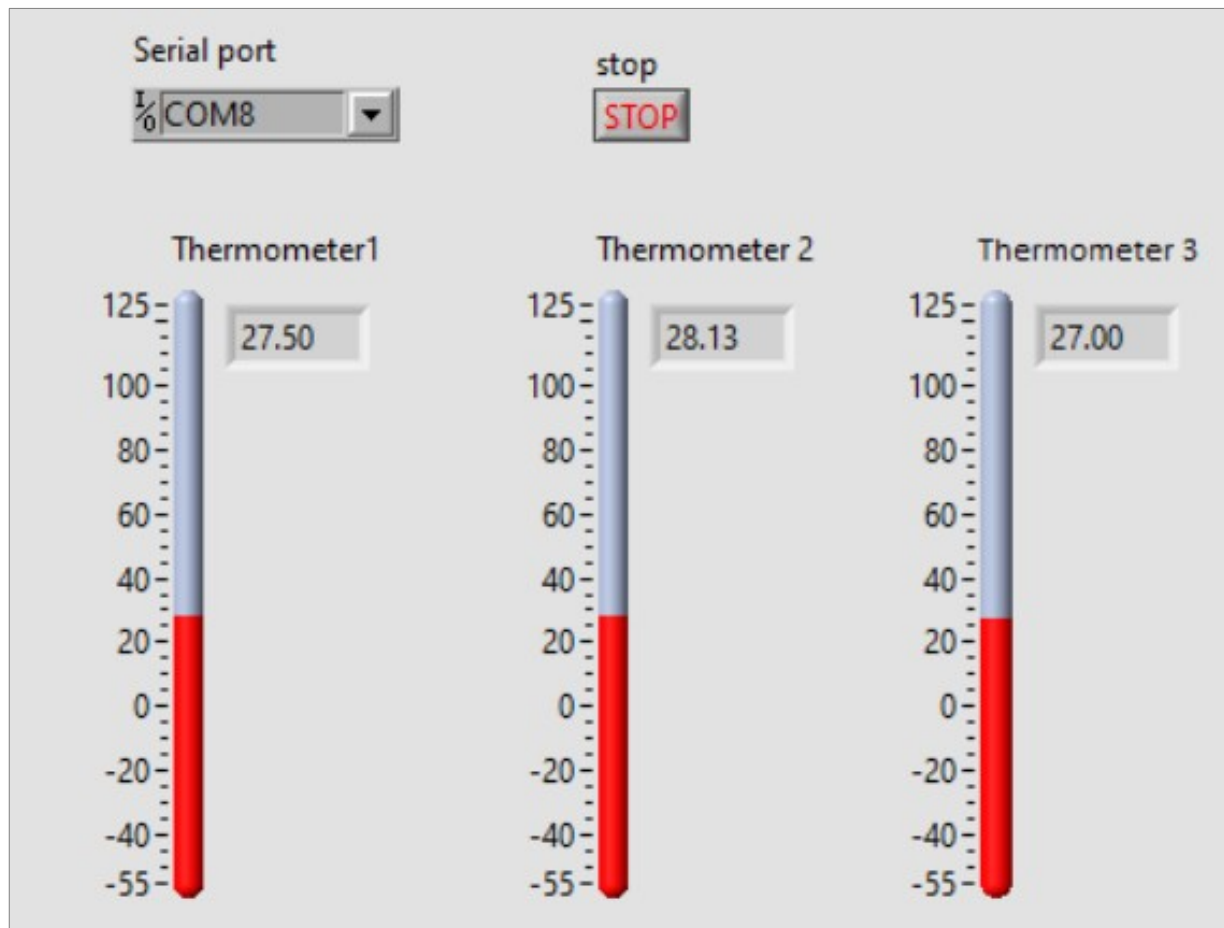 Serial port
stop
I/O COM8
STOP
Thermometer1
Thermometer 2
Thermometer 3
125 27.50 125 28.13 125 27.00
100 100 100
80 80 80
60 60 60
40 40 40
20 20 20
0 0 0
-20 -20 -20
-40 -40 -40
-55 -55 -55